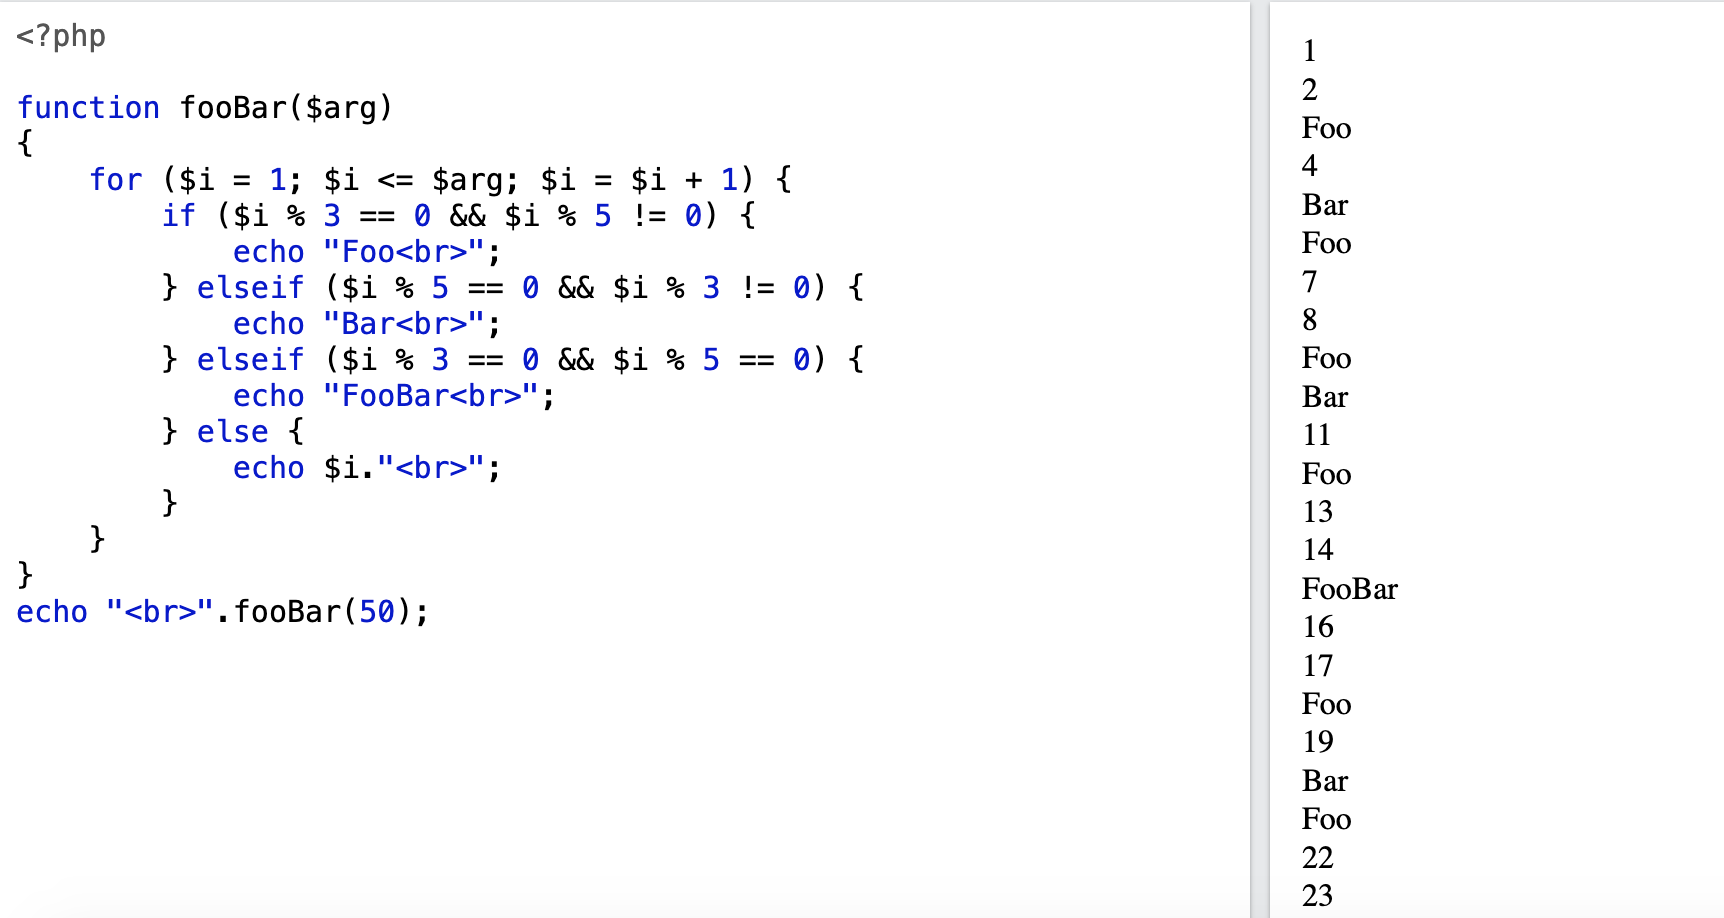 <?php
function fooBar($arg)
{
    for ($i = 1; $i <= $arg; $i = $i + 1) {
        if ($i % 3 == 0 && $i % 5 != 0) {
            echo "Foo<br>";
        } elseif ($i % 5 == 0 && $i % 3 != 0) {
            echo "Bar<br>";
        } elseif ($i % 3 == 0 && $i % 5 == 0) {
            echo "FooBar<br>";
        } else {
            echo $i."<br>";
        }
    }
}
echo "<br>".fooBar(50);
1
2
Foo
4
Bar
Foo
7
8
Foo
Bar
11
Foo
13
14
FooBar
16
17
Foo
19
Bar
Foo
22
23